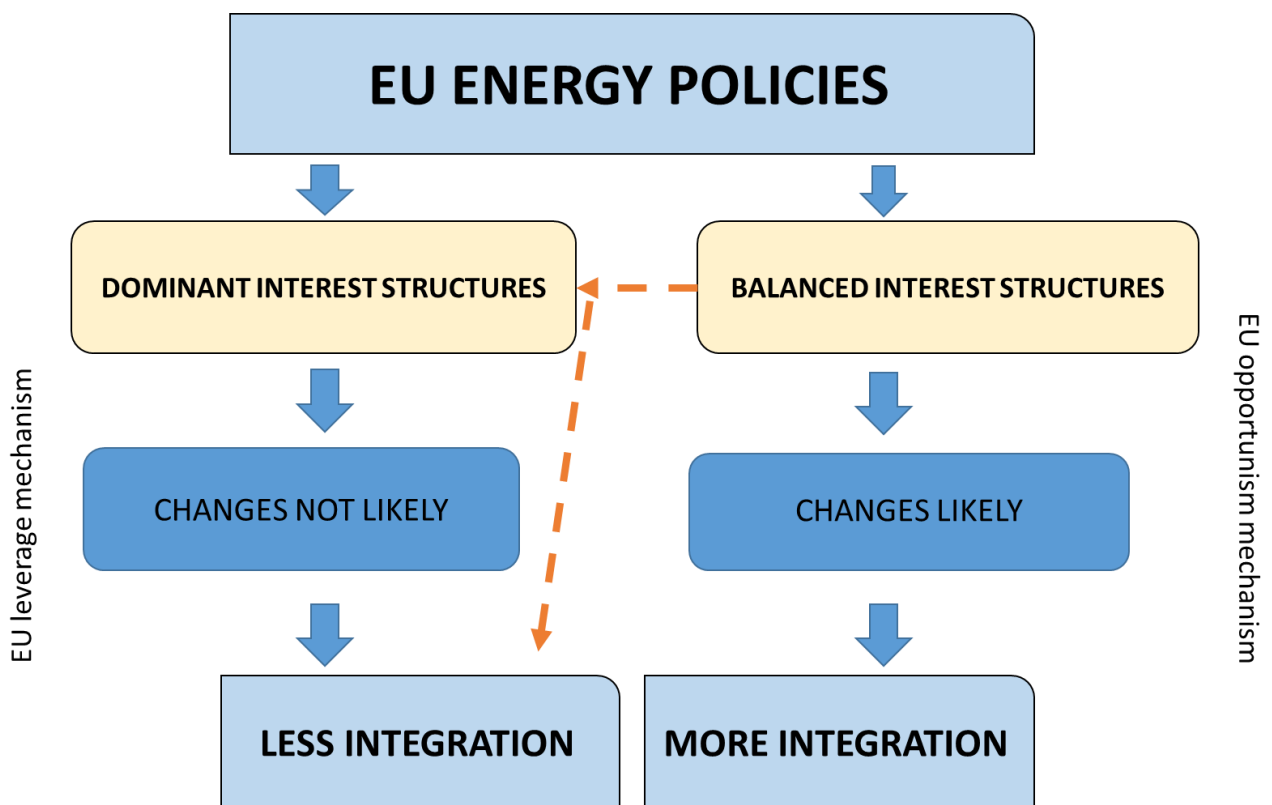 EU ENERGY POLICIES
DOMINANT INTEREST STRUCTURES
BALANCED INTEREST STRUCTURES
EU leverage mechanism
EU opportunism mechanism
CHANGES NOT LIKELY
CHANGES LIKELY
LESS INTEGRATION
MORE INTEGRATION